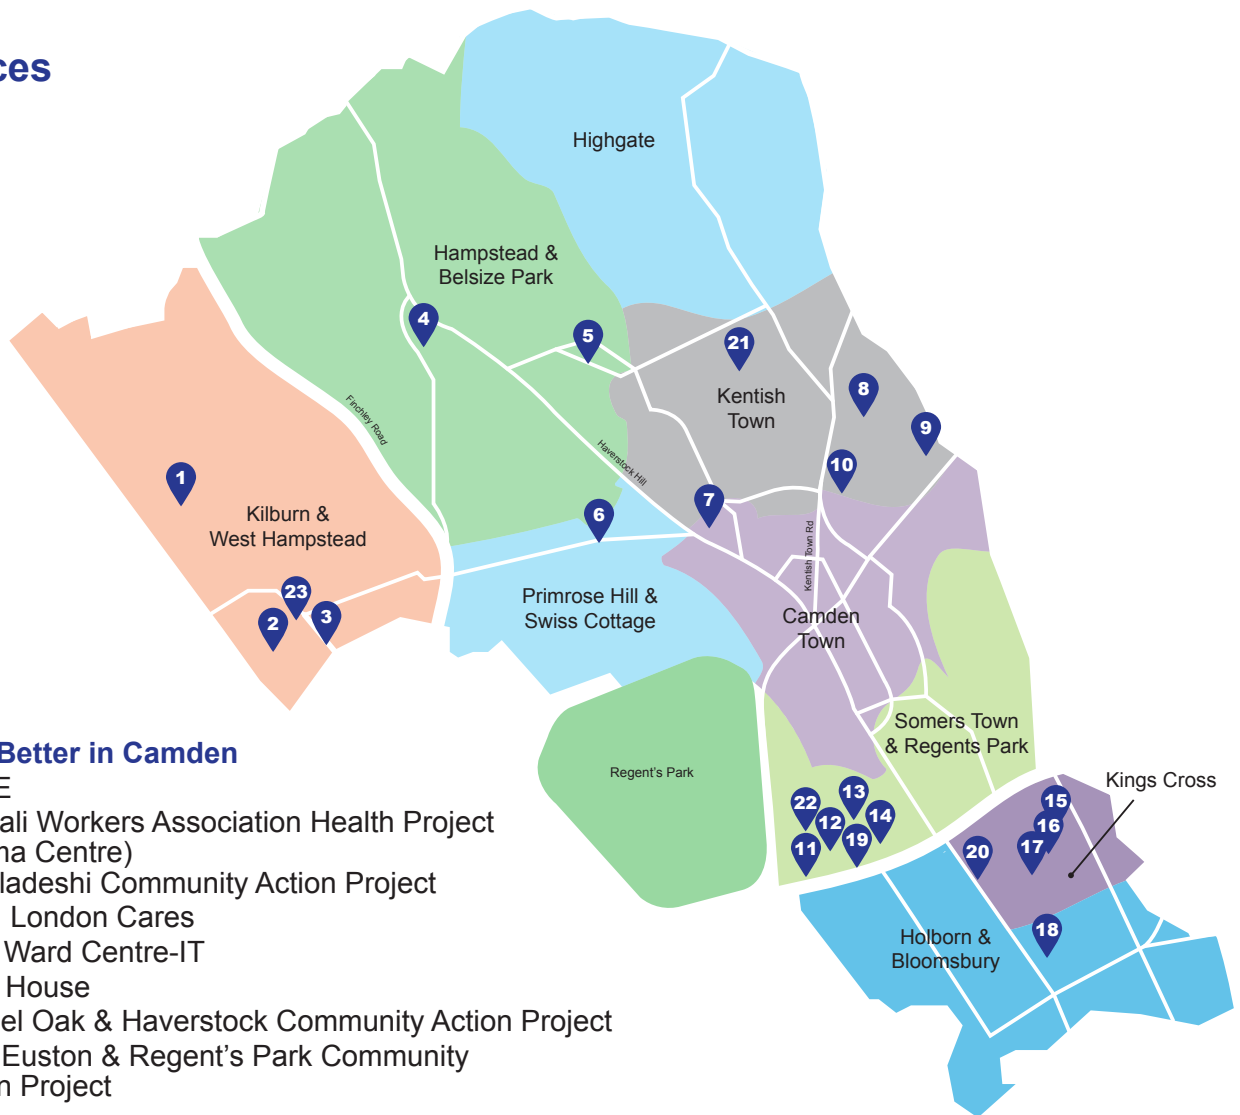 ces
Highgate
Hampstead &
Belsize Park
4
5
21
Kentish
Town
8
9
Finchley Road
Haverstock Hill
10
1
7
6
Kilburn &
West Hampstead
Kentish Town Rd
23
2
3
Primrose Hill &
Swiss Cottage
Camden
Town
Somers Town
& Regents Park
Regent's Park
Kings Cross
22
13
12
14
11
19
15
16
17
20
18
Holborn &
Bloomsbury
Better in Camden
E
ali Workers Association Health Project
na Centre)
ladeshi Community Action Project
London Cares
Ward Centre-IT
House
el Oak & Haverstock Community Action Project
Euston & Regent’s Park Community
n Project